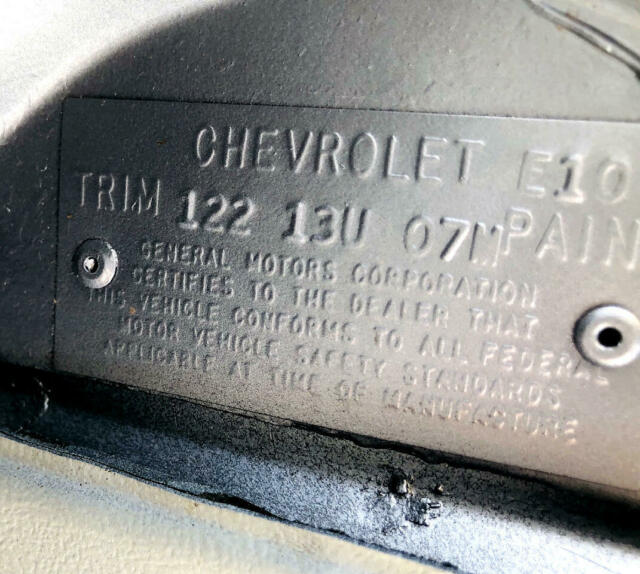 CHEVROLET E10
TRIM 122 13U 07M PAIN
GENERAL MOTORS CORPORATION
CERTIFIES TO THE DEALER THAT
THIS VEHICLE CONFORMS TO ALL FEDERAL
MOTOR VEHICLE SAFETY STANDARDS
APPLICABLE AT TIME OF MANUFACTURE